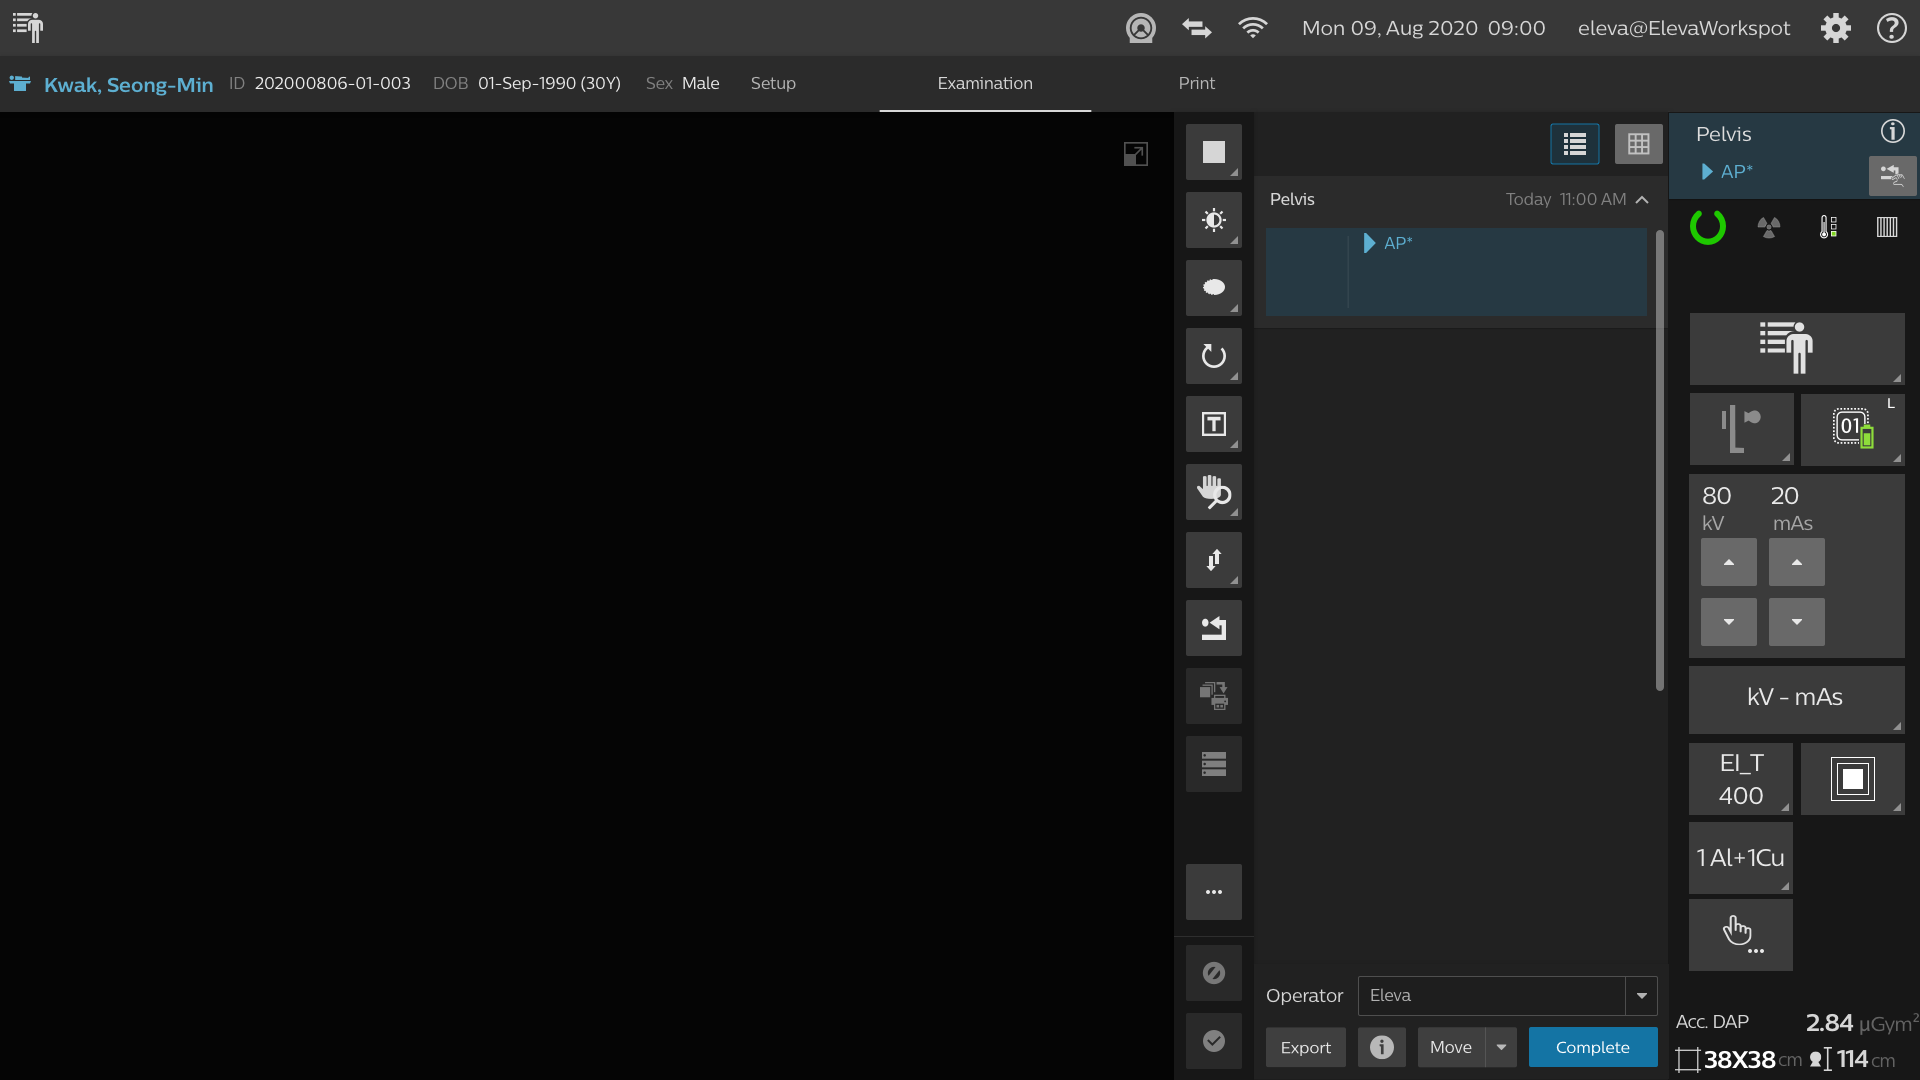 Mon 09, Aug 2020 09:00 eleva@ElevaWorkspot
Kwak, Seong-Min ID 202000806-01-003 DOB 01-Sep-1990 (30Y) Sex Male Setup Examination Print
Pelvis
AP*
Pelvis Today 11:00 AM
AP*
T
01 L
80 20
kV mAs
kV - mAs
EI_T
400
1 Al+1Cu
Operator Eleva
Export Move Complete
Acc. DAP 2.84 µGym²
38X38 cm 114 cm